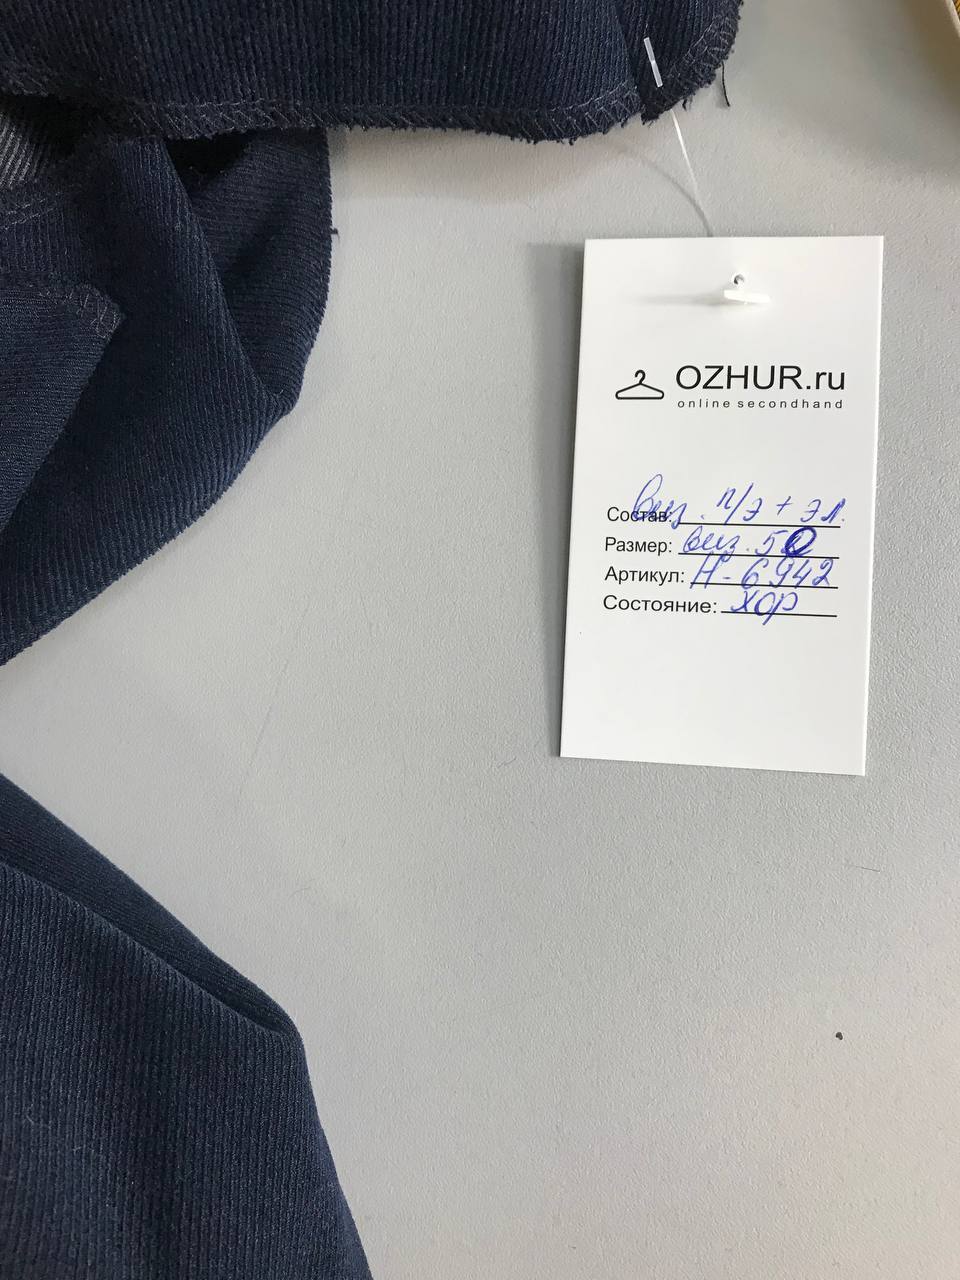 OZHUR.ru
online secondhand
Состав: виз. п/э + эл.
Размер: виз. 50
Артикул: Н-6942
Состояние: хор